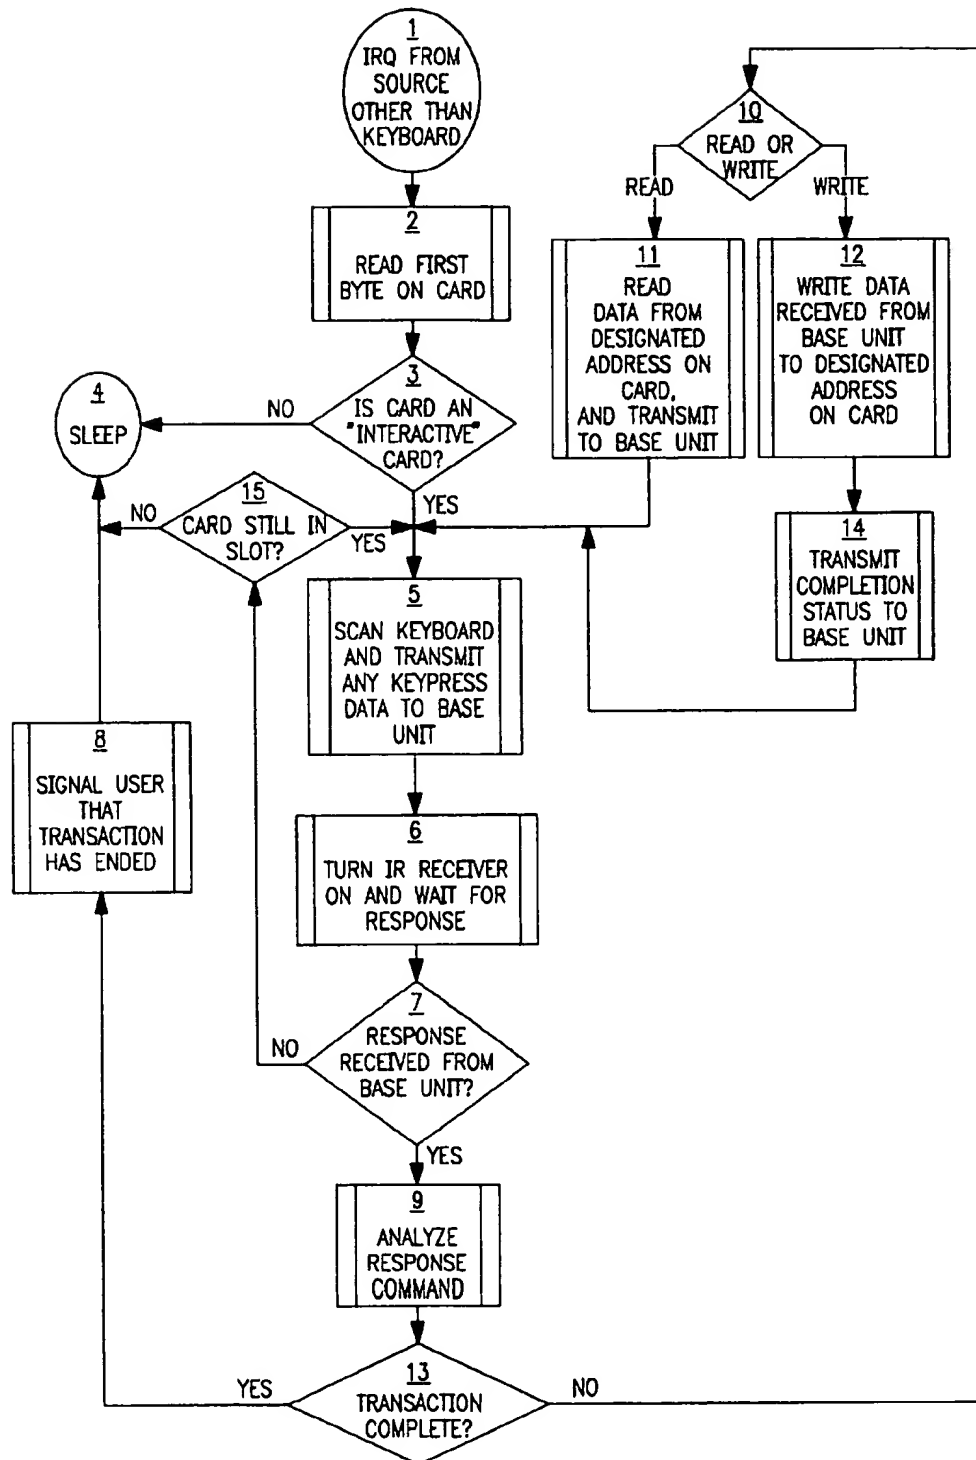 1
IRQ FROM
SOURCE
OTHER THAN
KEYBOARD
2
READ FIRST
BYTE ON CARD
3
IS CARD AN
"INTERACTIVE"
CARD?
NO
YES
4
SLEEP
15
CARD STILL IN
SLOT?
NO
YES
5
SCAN KEYBOARD
AND TRANSMIT
ANY KEYPRESS
DATA TO BASE
UNIT
6
TURN IR RECEIVER
ON AND WAIT FOR
RESPONSE
7
RESPONSE
RECEIVED FROM
BASE UNIT?
NO
YES
8
SIGNAL USER
THAT
TRANSACTION
HAS ENDED
9
ANALYZE
RESPONSE
COMMAND
13
TRANSACTION
COMPLETE?
YES
NO
10
READ OR
WRITE
READ
WRITE
11
READ
DATA FROM
DESIGNATED
ADDRESS ON
CARD,
AND TRANSMIT
TO BASE UNIT
12
WRITE DATA
RECEIVED FROM
BASE UNIT
TO DESIGNATED
ADDRESS
ON CARD
14
TRANSMIT
COMPLETION
STATUS TO
BASE UNIT